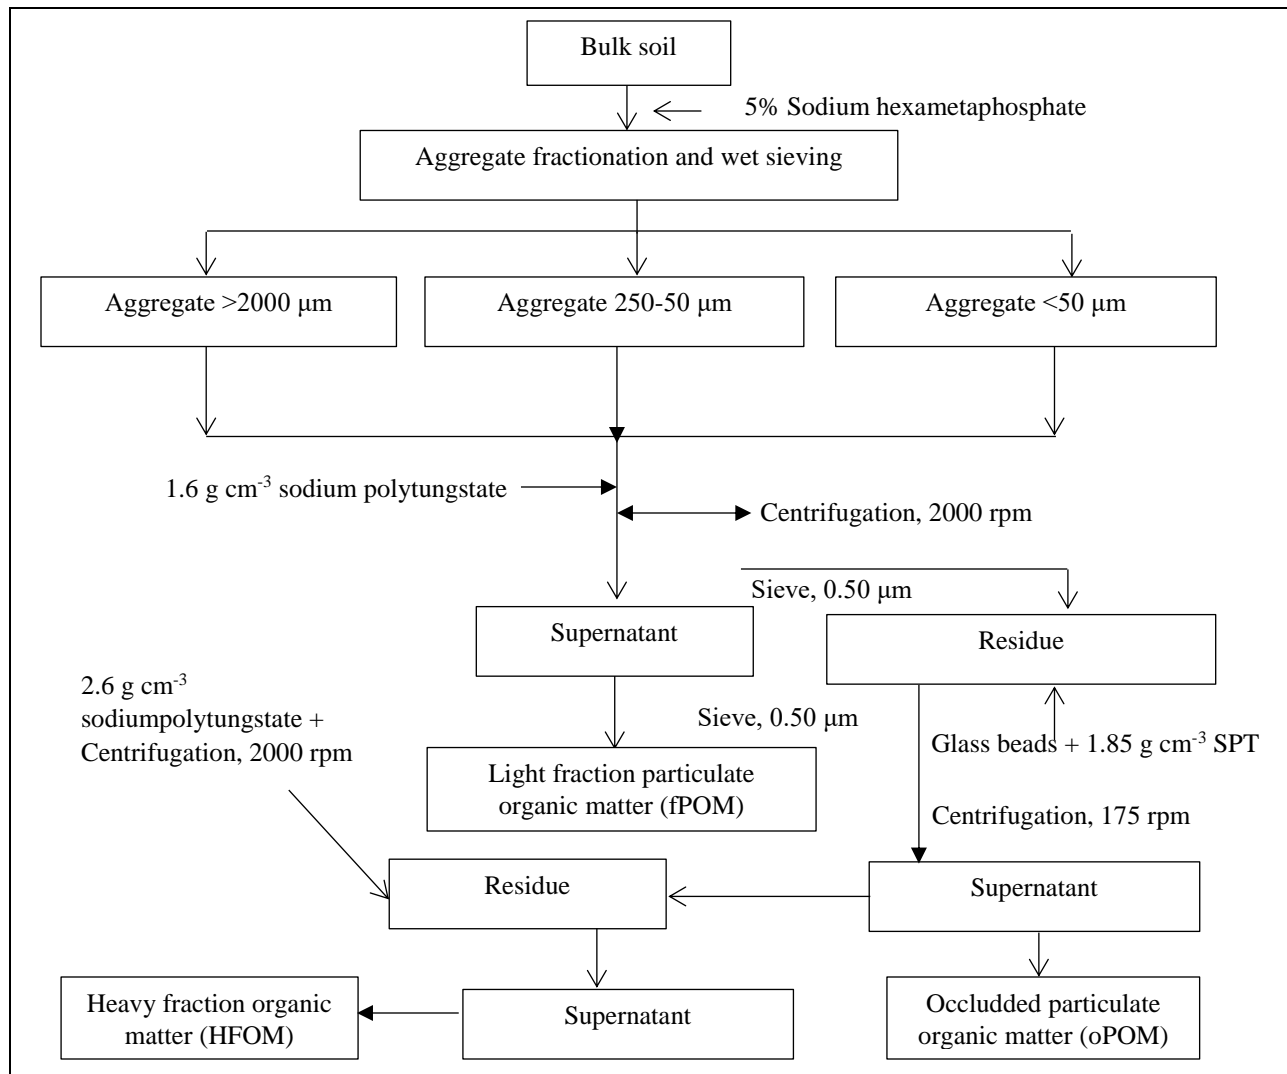 Bulk soil
5% Sodium hexametaphosphate
Aggregate fractionation and wet sieving
Aggregate >2000 μm
Aggregate 250-50 μm
Aggregate <50 μm
1.6 g cm-3 sodium polytungstate
Centrifugation, 2000 rpm
Sieve, 0.50 μm
Supernatant
Residue
2.6 g cm-3
sodiumpolytungstate +
Centrifugation, 2000 rpm
Sieve, 0.50 μm
Glass beads + 1.85 g cm-3 SPT
Light fraction particulate
organic matter (fPOM)
Centrifugation, 175 rpm
Residue
Supernatant
Heavy fraction organic
matter (HFOM)
Supernatant
Occludded particulate
organic matter (oPOM)